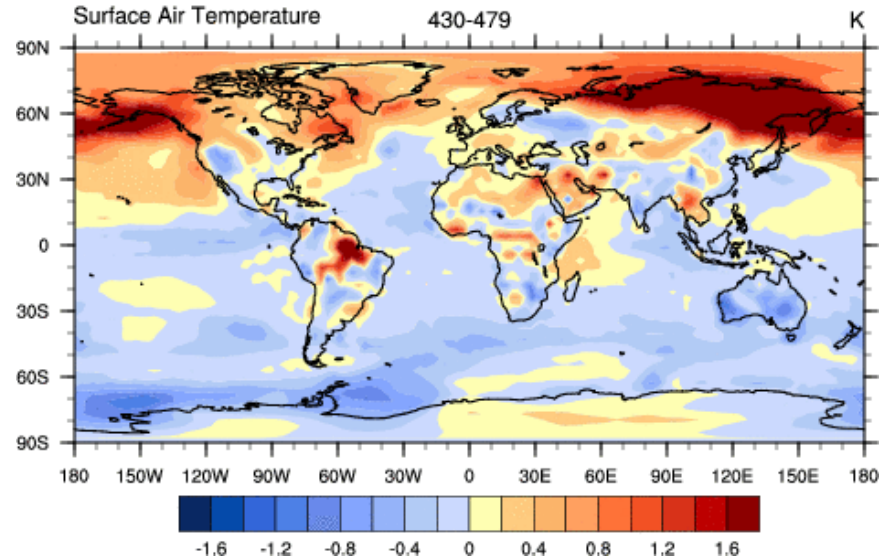 Surface Air Temperature 430-479 K
90N
60N
30N
0
30S
60S
90S
180 150W 120W 90W 60W 30W 0 30E 60E 90E 120E 150E 180
-1.6 -1.2 -0.8 -0.4 0 0.4 0.8 1.2 1.6